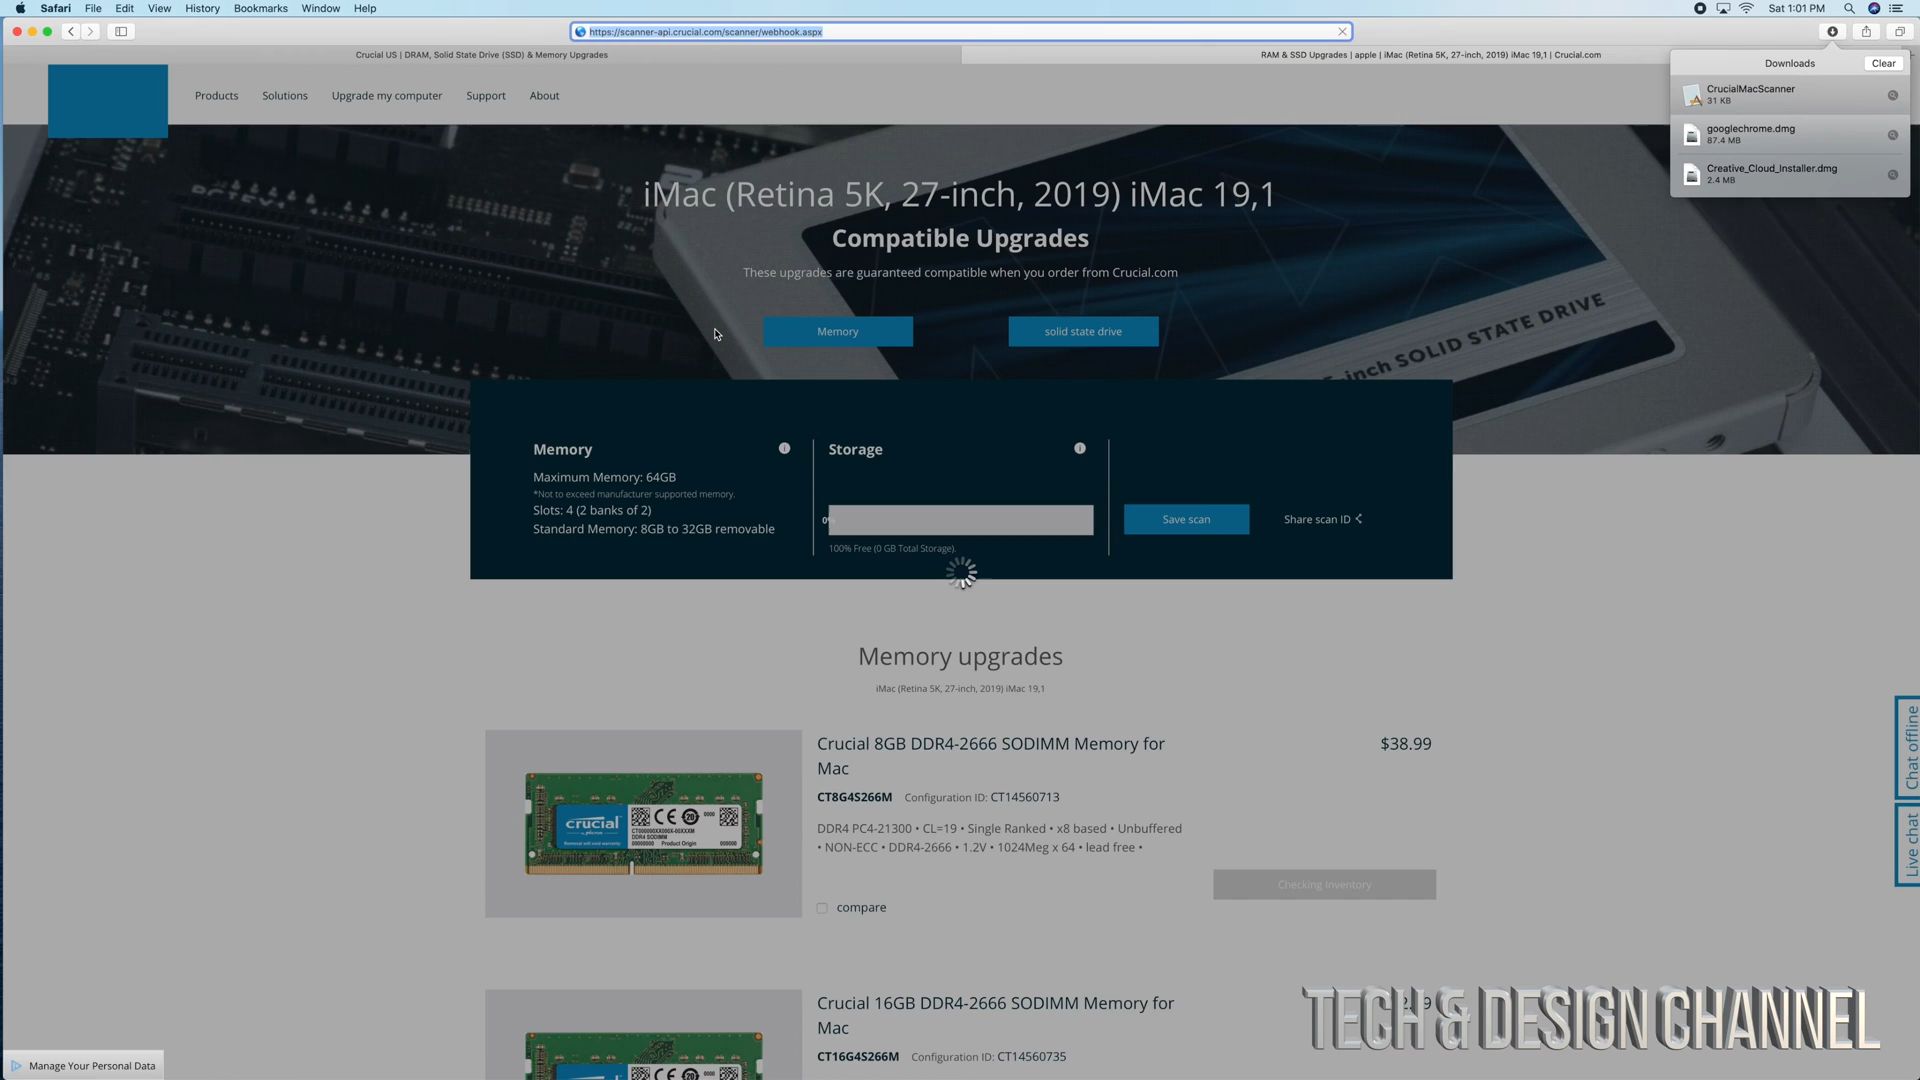 Safari File Edit View History Bookmarks Window Help
Sat 1:01 PM
https://scanner-api.crucial.com/scanner/webhook.aspx
Crucial US | DRAM, Solid State Drive (SSD) & Memory Upgrades
RAM & SSD Upgrades | apple | iMac (Retina 5K, 27-inch, 2019) iMac 19,1 | Crucial.com
Downloads
Clear
CrucialMacScanner
31 KB
googlechrome.dmg
87.4 MB
Creative_Cloud_Installer.dmg
2.4 MB
Products Solutions Upgrade my computer Support About
iMac (Retina 5K, 27-inch, 2019) iMac 19,1
Compatible Upgrades
These upgrades are guaranteed compatible when you order from Crucial.com
Memory
solid state drive
-inch SOLID STATE DRIVE
Memory
Maximum Memory: 64GB
*Not to exceed manufacturer supported memory.
Slots: 4 (2 banks of 2)
Standard Memory: 8GB to 32GB removable
Storage
0%
100% Free (0 GB Total Storage).
Save scan
Share scan ID
Memory upgrades
iMac (Retina 5K, 27-inch, 2019) iMac 19,1
crucial
Crucial 8GB DDR4-2666 SODIMM Memory for
Mac
$38.99
CT8G4S266M Configuration ID: CT14560713
DDR4 PC4-21300 • CL=19 • Single Ranked • x8 based • Unbuffered
• NON-ECC • DDR4-2666 • 1.2V • 1024Meg x 64 • lead free •
Checking Inventory
compare
Chat offline
Live chat
Crucial 16GB DDR4-2666 SODIMM Memory for
Mac
CT16G4S266M Configuration ID: CT14560735
crucial
TECH & DESIGN CHANNEL
Manage Your Personal Data